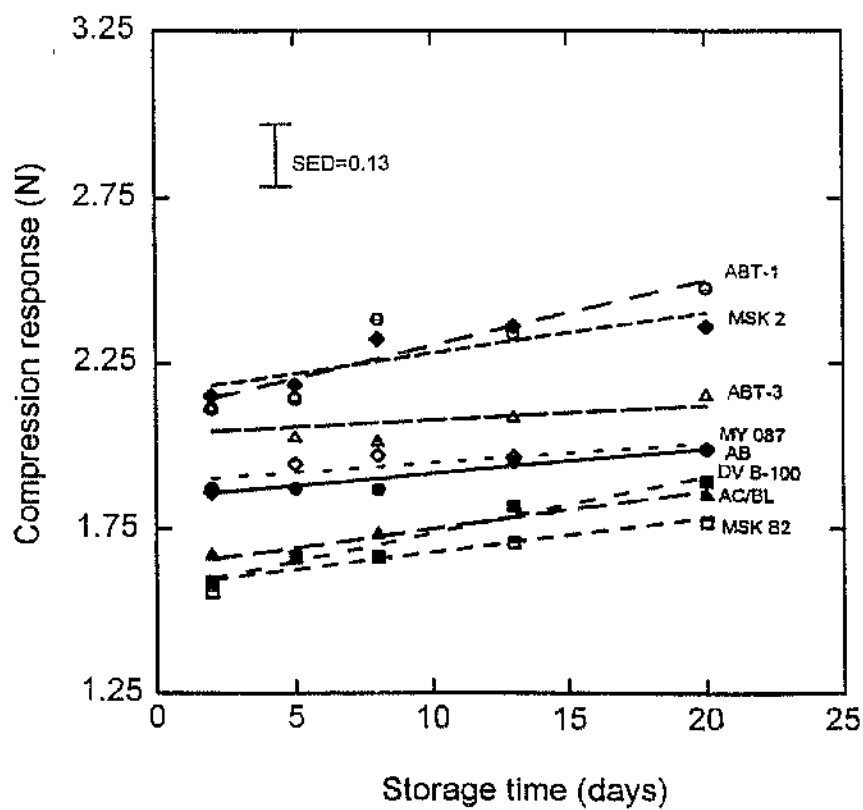 3.25
SED=0.13
2.75
ABT-1
MSK 2
2.25
ABT-3
MY 087
AB
DV B-100
AC/BL
1.75
MSK B2
1.25
0 5 10 15 20 25
Compression response (N)
Storage time (days)